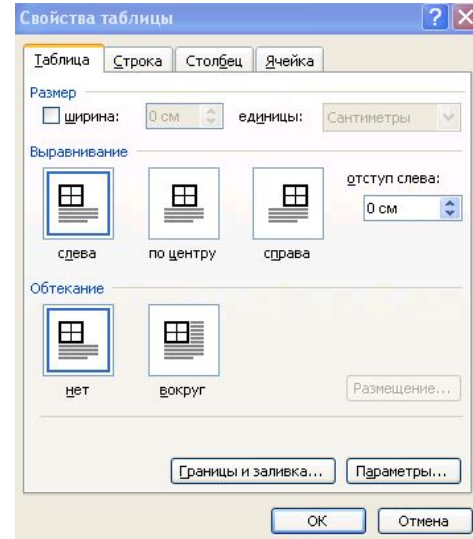 Свойства таблицы
Таблица Строка Столбец Ячейка
Размер
ширина: 0 см единицы: Сантиметры
Выравнивание
отступ слева:
0 см
слева по центру справа
Обтекание
нет вокруг Размещение...
Границы и заливка... Параметры...
ОК Отмена